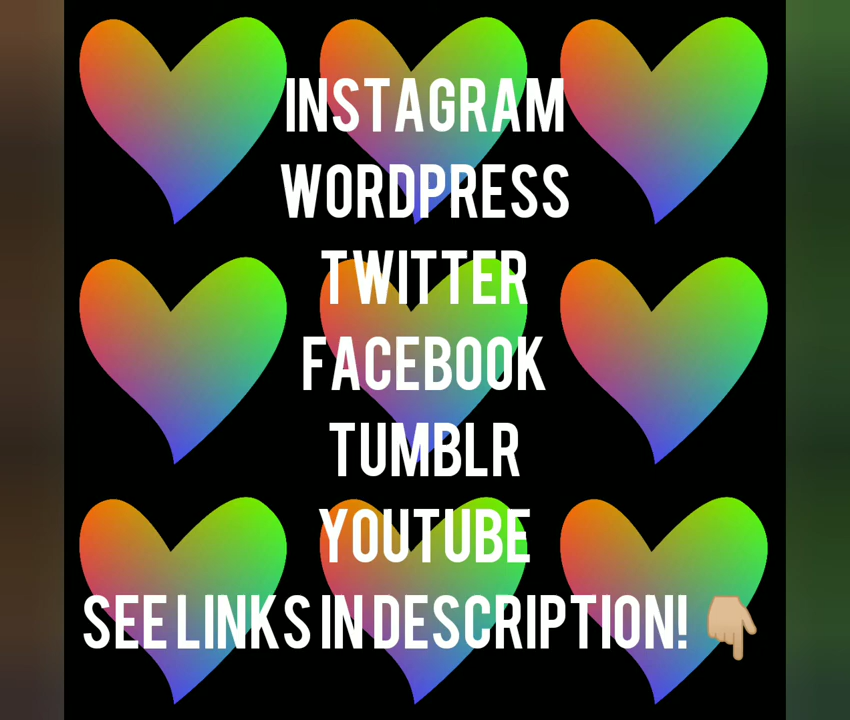 INSTAGRAM
WORDPRESS
TWITTER
FACEBOOK
TUMBLR
YOUTUBE
SEE LINKS IN DESCRIPTION! 👇🏼